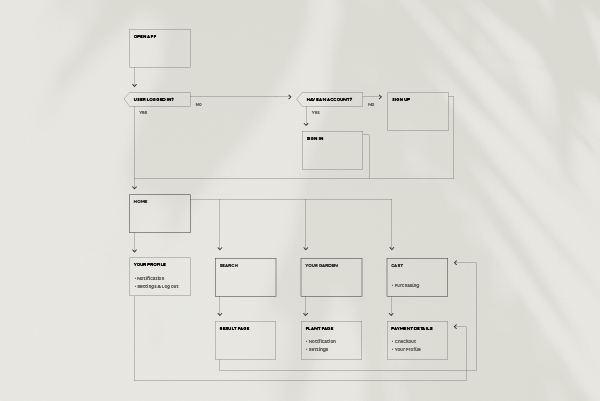 OPEN APP
USER LOGGED IN?
NO
HAVE AN ACCOUNT?
NO
SIGN UP
YES
YES
SIGN IN
HOME
YOUR PROFILE
• Notification
• Settings & Log out
SEARCH
YOUR GARDEN
CART
• Purchasing
RESULT PAGE
PLANT PAGE
• Notification
• Settings
PAYMENT DETAILS
• Checkout
• Your Profile